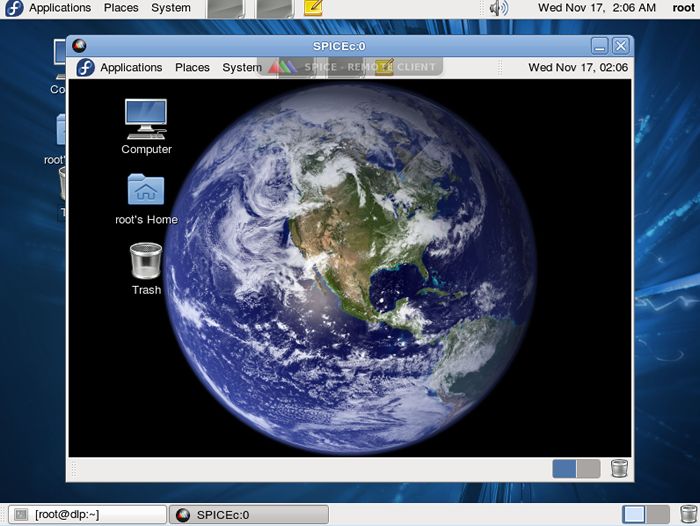 Applications Places System
Wed Nov 17, 2:06 AM root
SPICEc:0
Applications Places System
SPICE - REMOTE CLIENT
Wed Nov 17, 02:06
Computer
root's Home
Trash
Co
root'
T
[root@dlp:~]
SPICEc:0